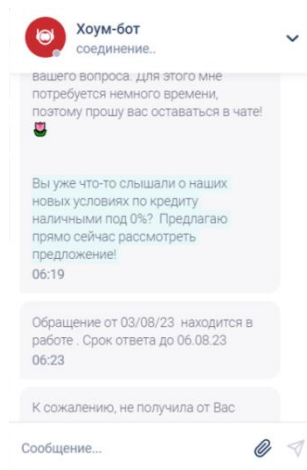 Хоум-бот
соединение..
вашего вопроса. Для этого мне
потребуется немного времени,
поэтому прошу вас оставаться в чате!
Вы уже что-то слышали о наших
новых условиях по кредиту
наличными под 0%? Предлагаю
прямо сейчас рассмотреть
предложение!
06:19
Обращение от 03/08/23 находится в
работе . Срок ответа до 06.08.23
06:23
К сожалению, не получила от Вас
Сообщение...